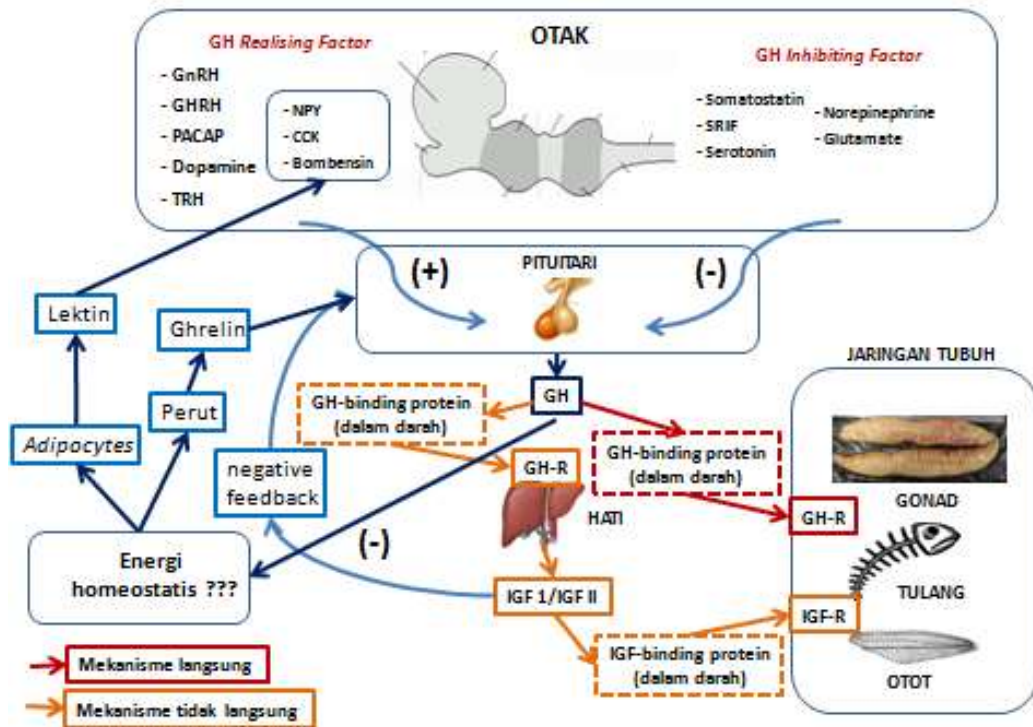 OTAK
GH Realising Factor
- GnRH
- GHRH
- PACAP
- Dopamine
- TRH
- NPY
- CCK
- Bombensin
GH Inhibiting Factor
- Somatostatin
- SRIF
- Serotonin
- Norepinephrine
- Glutamate
(+)
PITUITARI
(-)
Lektin
Ghrelin
Adipocytes
Perut
negative
feedback
GH
GH-binding protein
(dalam darah)
GH-R
HATI
GH-binding protein
(dalam darah)
JARINGAN TUBUH
GONAD
GH-R
TULANG
IGF-R
OTOT
Energi
homeostatis ???
(-)
IGF 1/IGF II
IGF-binding protein
(dalam darah)
Mekanisme langsung
Mekanisme tidak langsung